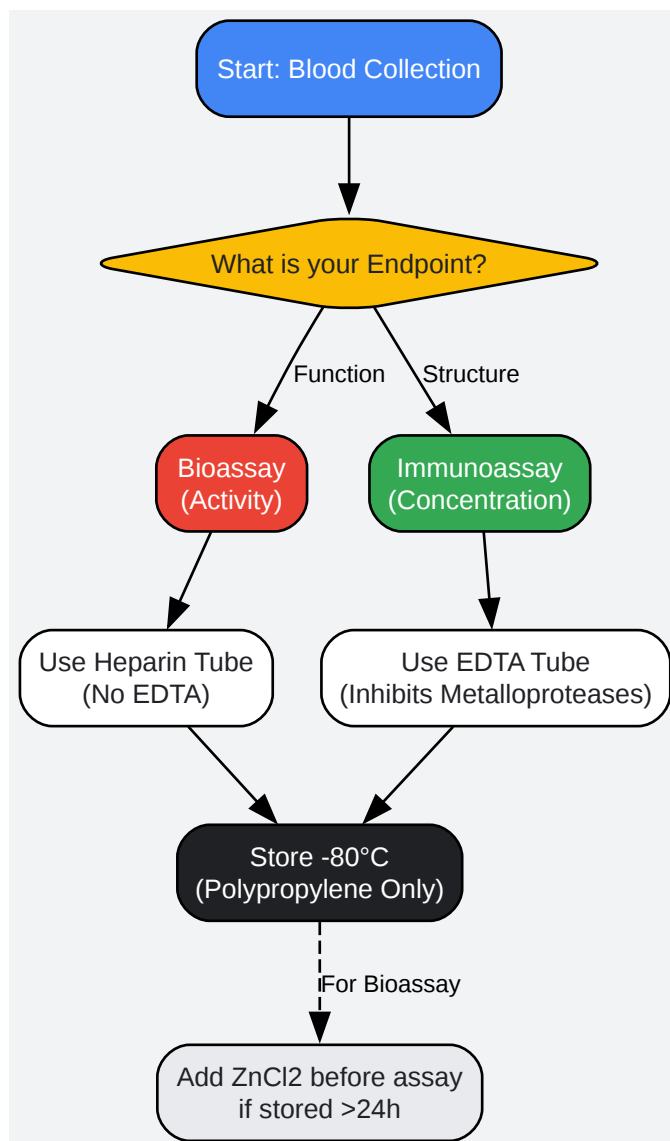 Start: Blood Collection
What is your Endpoint?
Function
Structure
Bioassay
(Activity)
Immunoassay
(Concentration)
Use Heparin Tube
(No EDTA)
Use EDTA Tube
(Inhibits Metalloproteases)
Store -80°C
(Polypropylene Only)
For Bioassay
Add ZnCl2 before assay
if stored >24h